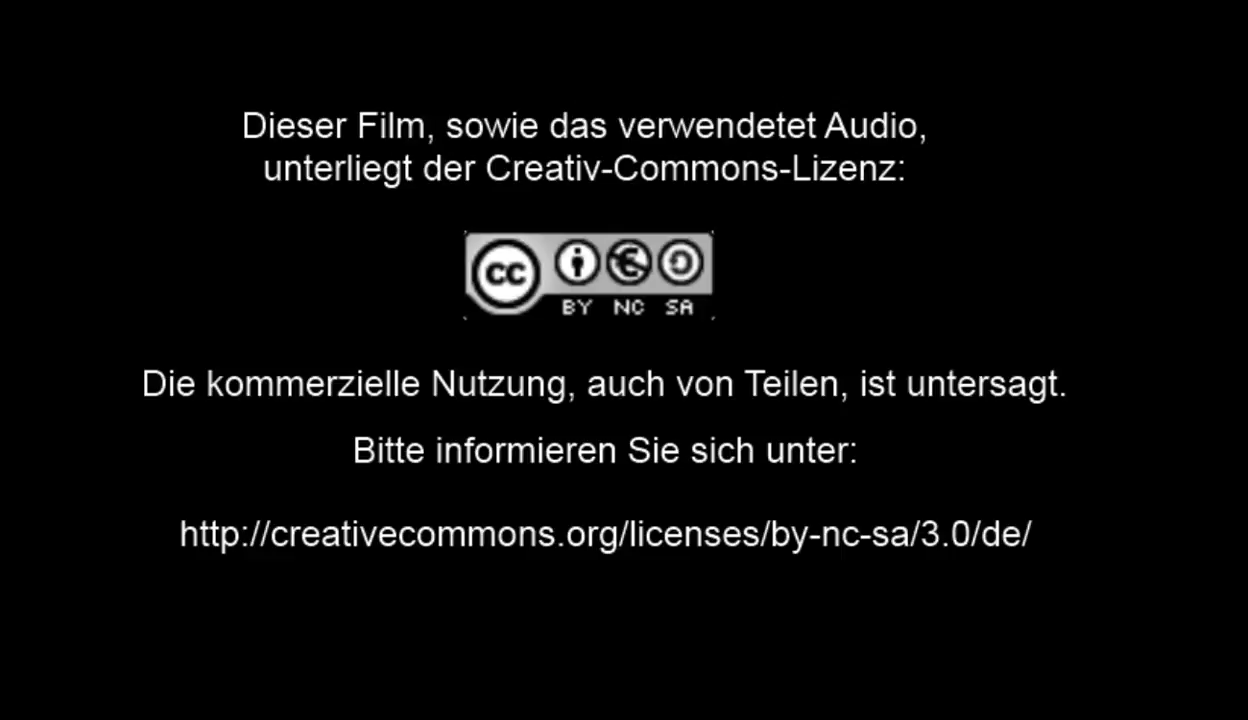 Dieser Film, sowie das verwendetet Audio,
unterliegt der Creativ-Commons-Lizenz:
cc
BY NC SA
Die kommerzielle Nutzung, auch von Teilen, ist untersagt.
Bitte informieren Sie sich unter:
http://creativecommons.org/licenses/by-nc-sa/3.0/de/